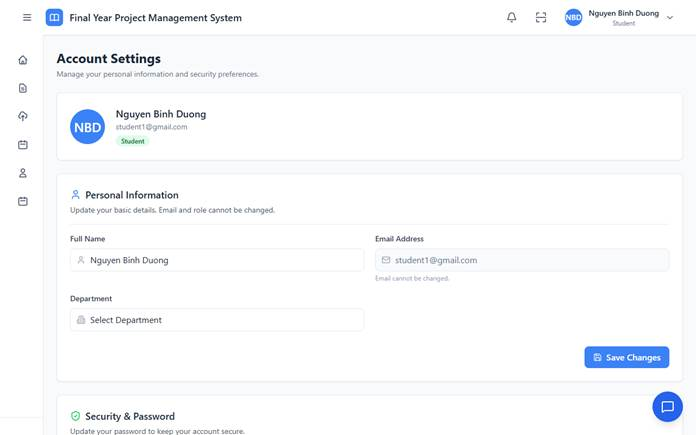 Final Year Project Management System
NBD
Nguyen Binh Duong
Student
Account Settings
Manage your personal information and security preferences.
NBD
Nguyen Binh Duong
student1@gmail.com
Student
Personal Information
Update your basic details. Email and role cannot be changed.
Full Name
Nguyen Binh Duong
Email Address
student1@gmail.com
Email cannot be changed.
Department
Select Department
Save Changes
Security & Password
Update your password to keep your account secure.